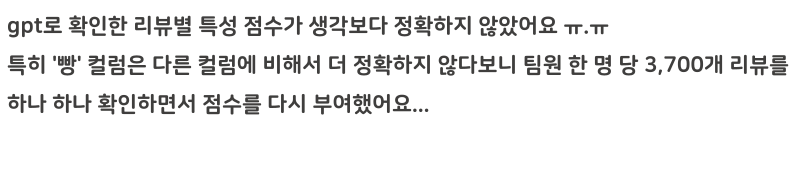 gpt로 확인한 리뷰별 특성 점수가 생각보다 정확하지 않았어요 ㅠ.ㅠ
특히 '빵' 컬럼은 다른 컬럼에 비해서 더 정확하지 않다보니 팀원 한 명 당 3,700개 리뷰를
하나 하나 확인하면서 점수를 다시 부여했어요...